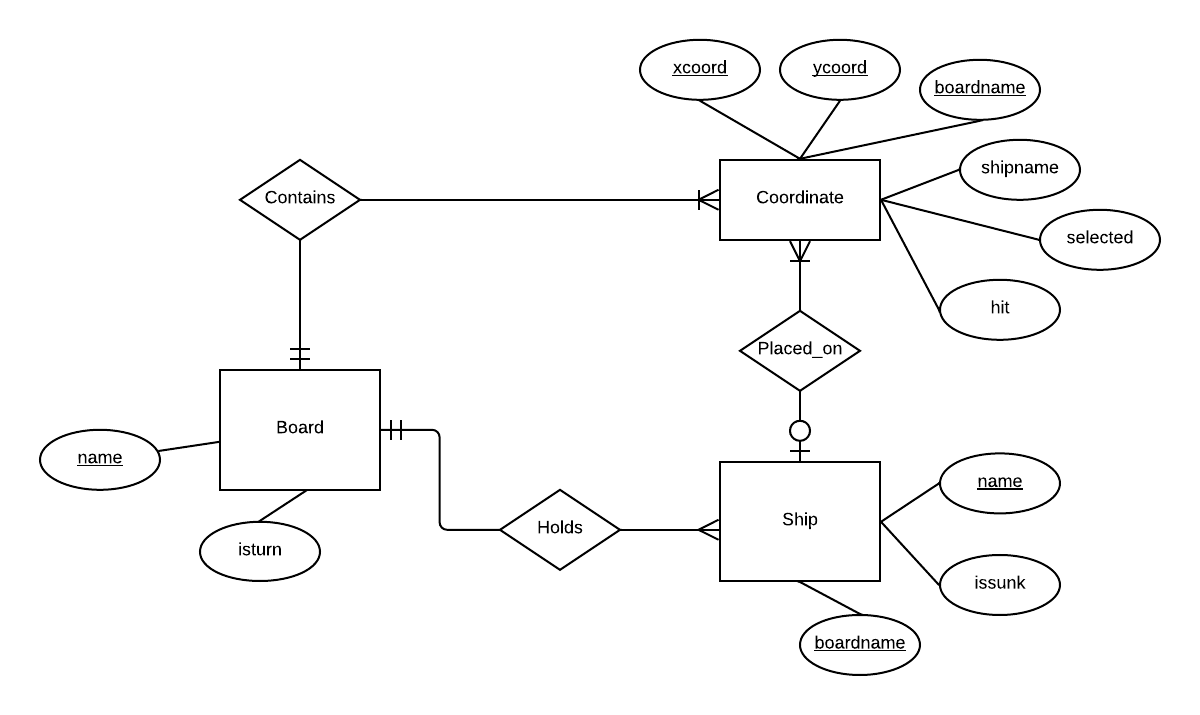 xcoord
ycoord
boardname
shipname
Contains
Coordinate
selected
hit
Placed_on
Board
name
name
Ship
Holds
isturn
issunk
boardname